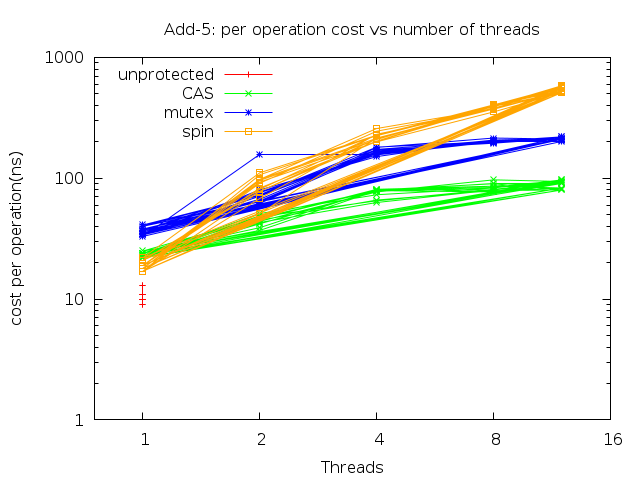 Add-5: per operation cost vs number of threads
1000
100
10
1
cost per operation(ns)
unprotected
CAS
mutex
spin
1
2
4
8
16
Threads